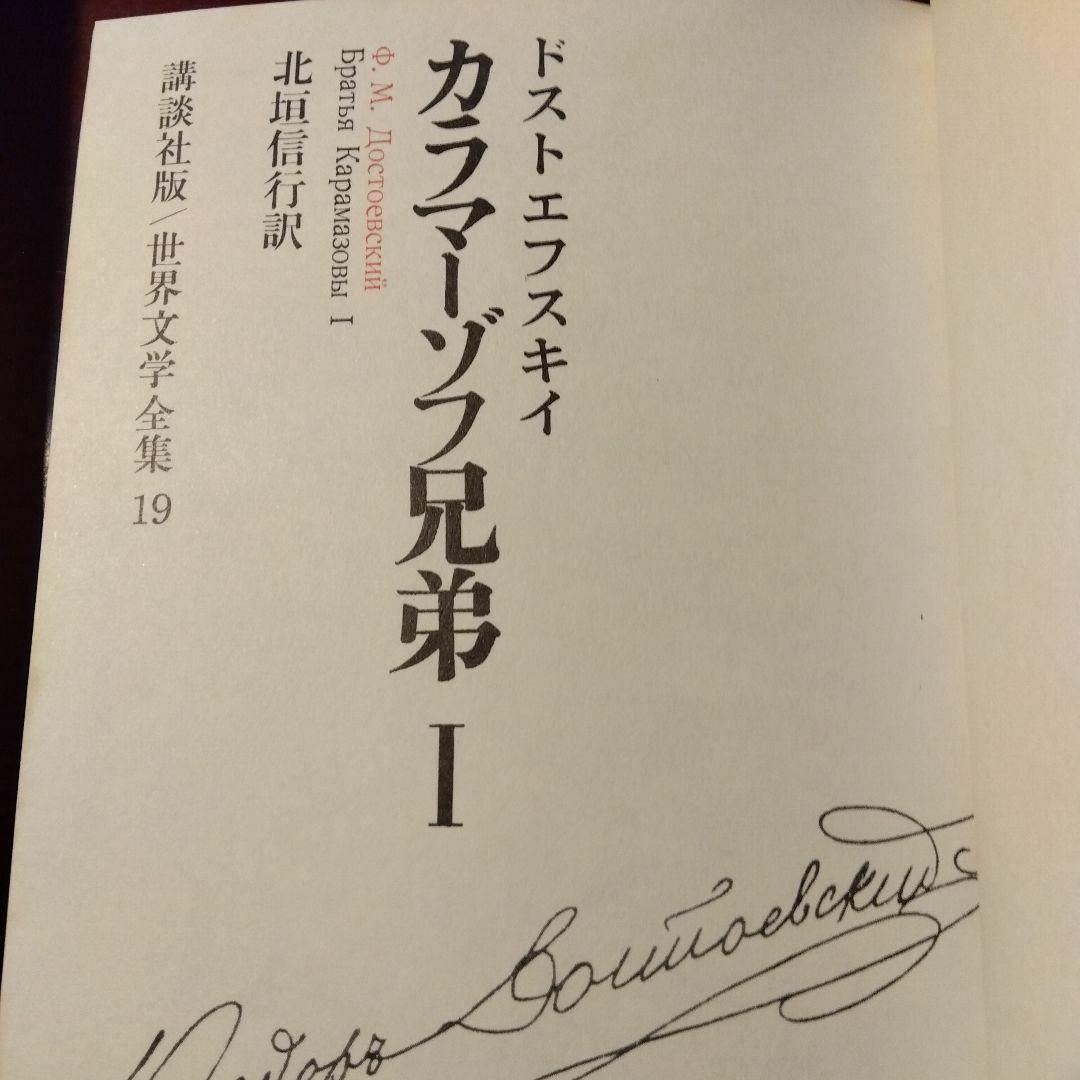 ドストエフスキイ
カラマーゾフ兄弟 I
Ф. М. Достоевский
Братья Карамазовы I
北垣信行訳
講談社版/世界文学全集 19
Достоевский